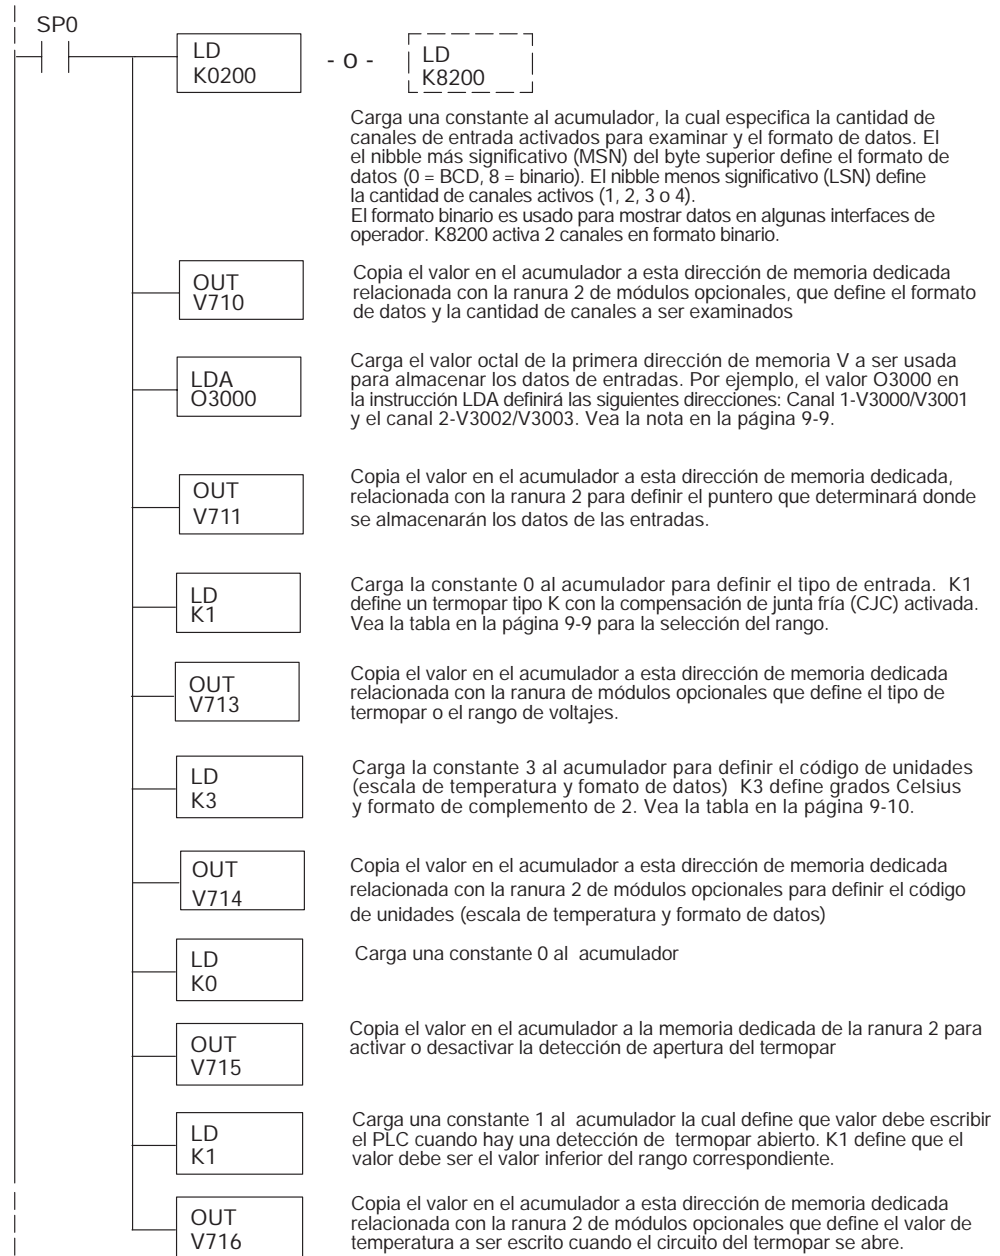 SP0
LD
K0200
- o -
LD
K8200
Carga una constante al acumulador, la cual especifica la cantidad de
canales de entrada activados para examinar y el formato de datos. El
el nibble más significativo (MSN) del byte superior define el formato de
datos (0 = BCD, 8 = binario). El nibble menos significativo (LSN) define
la cantidad de canales activos (1, 2, 3 o 4).
El formato binario es usado para mostrar datos en algunas interfaces de
operador. K8200 activa 2 canales en formato binario.
OUT
V710
Copia el valor en el acumulador a esta dirección de memoria dedicada
relacionada con la ranura 2 de módulos opcionales, que define el formato
de datos y la cantidad de canales a ser examinados
LDA
O3000
Carga el valor octal de la primera dirección de memoria V a ser usada
para almacenar los datos de entradas. Por ejemplo, el valor O3000 en
la instrucción LDA definirá las siguientes direcciones: Canal 1-V3000/V3001
y el canal 2-V3002/V3003. Vea la nota en la página 9-9.
OUT
V711
Copia el valor en el acumulador a esta dirección de memoria dedicada,
relacionada con la ranura 2 para definir el puntero que determinará donde
se almacenarán los datos de las entradas.
LD
K1
Carga la constante 0 al acumulador para definir el tipo de entrada. K1
define un termopar tipo K con la compensación de junta fría (CJC) activada.
Vea la tabla en la página 9-9 para la selección del rango.
OUT
V713
Copia el valor en el acumulador a esta dirección de memoria dedicada
relacionada con la ranura de módulos opcionales que define el tipo de
termopar o el rango de voltajes.
LD
K3
Carga la constante 3 al acumulador para definir el código de unidades
(escala de temperatura y fomato de datos) K3 define grados Celsius
y formato de complemento de 2. Vea la tabla en la página 9-10.
OUT
V714
Copia el valor en el acumulador a esta dirección de memoria dedicada
relacionada con la ranura 2 de módulos opcionales para definir el código
de unidades (escala de temperatura y formato de datos)
LD
K0
Carga una constante 0 al acumulador
OUT
V715
Copia el valor en el acumulador a la memoria dedicada de la ranura 2 para
activar o desactivar la detección de apertura del termopar
LD
K1
Carga una constante 1 al acumulador la cual define que valor debe escribir
el PLC cuando hay una detección de termopar abierto. K1 define que el
valor debe ser el valor inferior del rango correspondiente.
OUT
V716
Copia el valor en el acumulador a esta dirección de memoria dedicada
relacionada con la ranura 2 de módulos opcionales que define el valor de
temperatura a ser escrito cuando el circuito del termopar se abre.